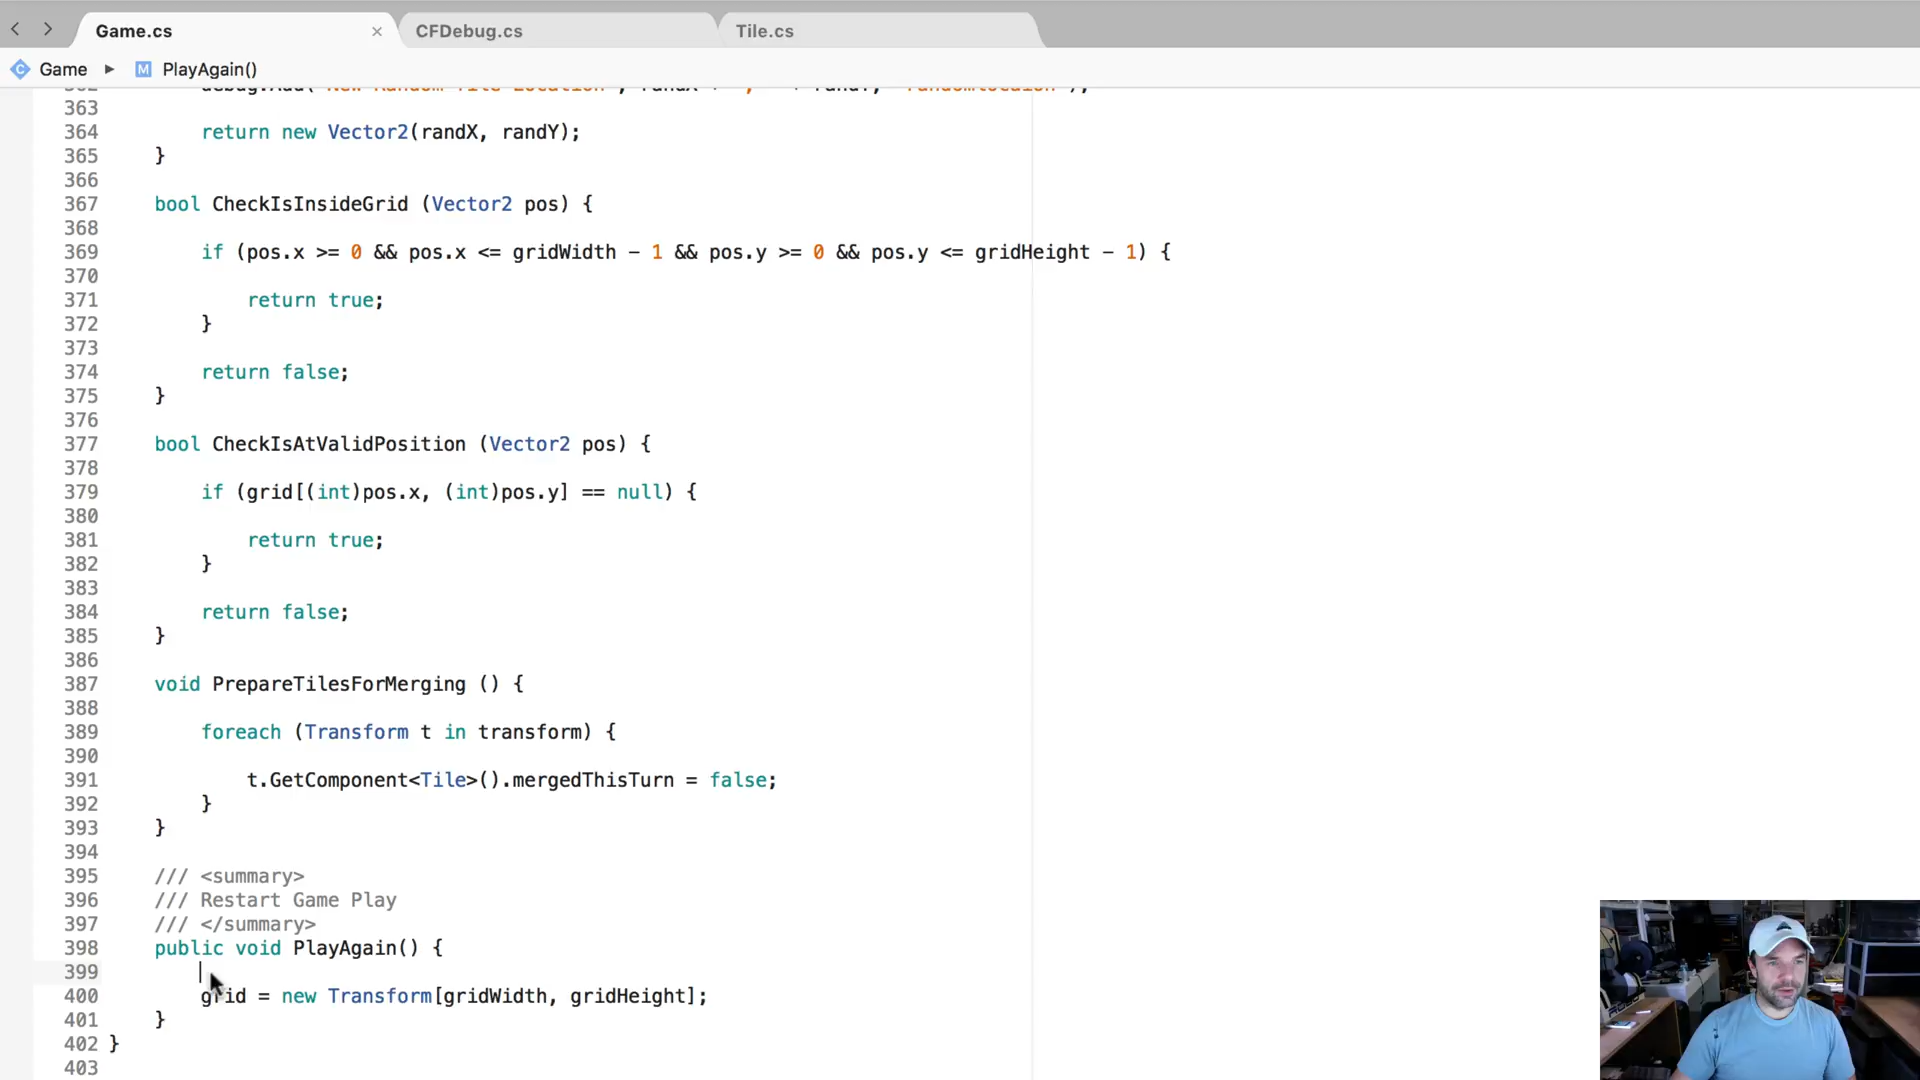 Game.cs × CFDebug.cs Tile.cs
Game ▸ M PlayAgain()
362
363
364 return new Vector2(randX, randY);
365 }
366
367 bool CheckIsInsideGrid (Vector2 pos) {
368
369 if (pos.x >= 0 && pos.x <= gridWidth - 1 && pos.y >= 0 && pos.y <= gridHeight - 1) {
370
371 return true;
372 }
373
374 return false;
375 }
376
377 bool CheckIsAtValidPosition (Vector2 pos) {
378
379 if (grid[(int)pos.x, (int)pos.y] == null) {
380
381 return true;
382 }
383
384 return false;
385 }
386
387 void PrepareTilesForMerging () {
388
389 foreach (Transform t in transform) {
390
391 t.GetComponent<Tile>().mergedThisTurn = false;
392 }
393 }
394
395 /// <summary>
396 /// Restart Game Play
397 /// </summary>
398 public void PlayAgain() {
399
400 grid = new Transform[gridWidth, gridHeight];
401 }
402 }
403